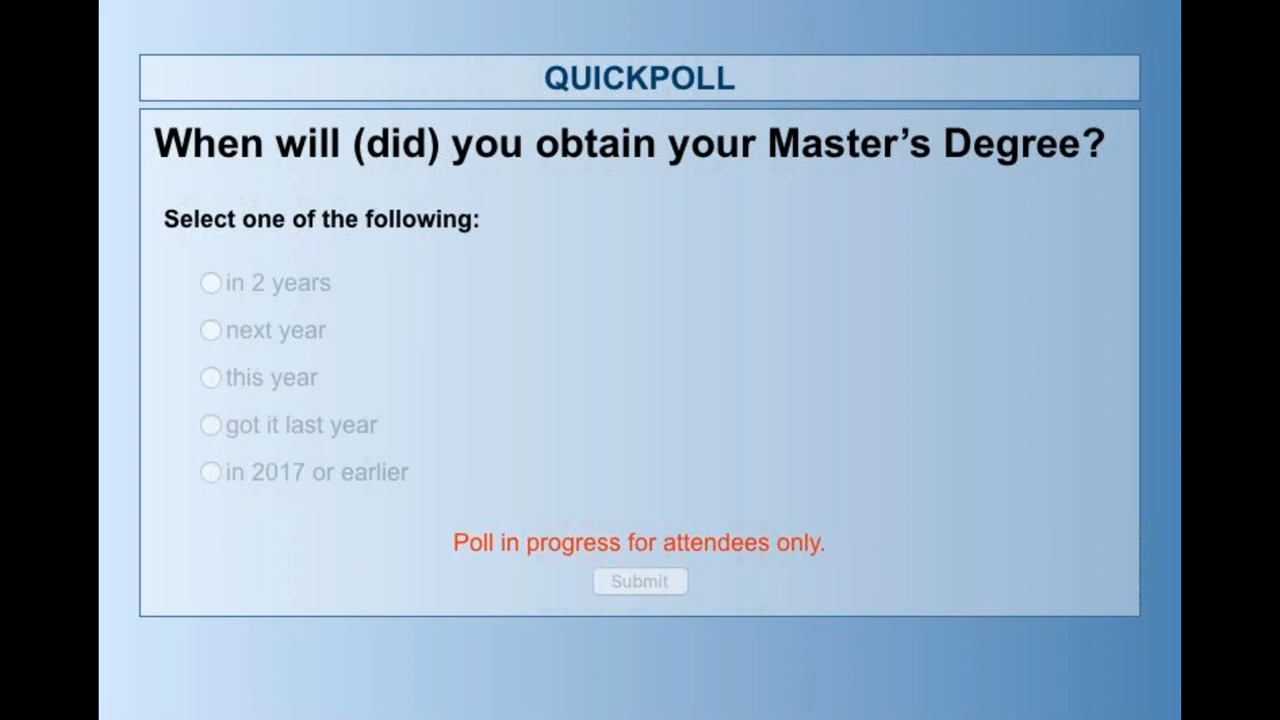 QUICKPOLL
When will (did) you obtain your Master’s Degree?
Select one of the following:
in 2 years
next year
this year
got it last year
in 2017 or earlier
Poll in progress for attendees only.
Submit